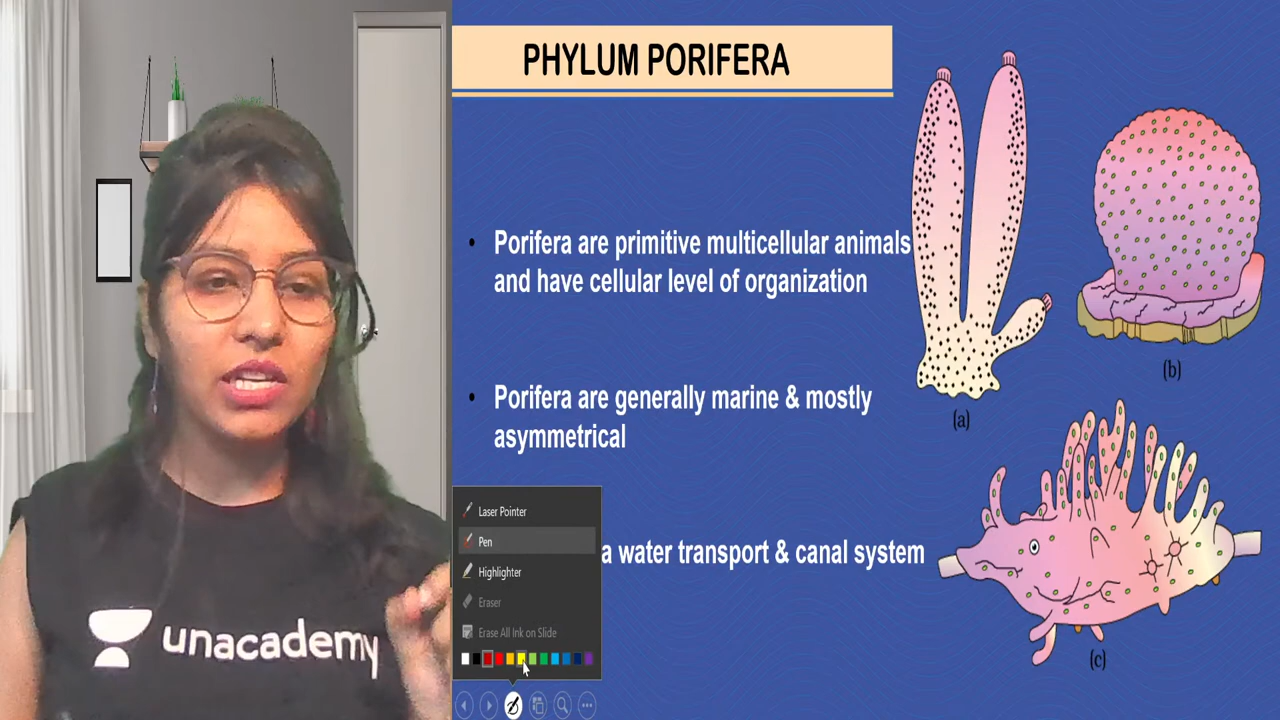 PHYLUM PORIFERA
• Porifera are primitive multicellular animals
and have cellular level of organization
• Porifera are generally marine & mostly
asymmetrical
a water transport & canal system
(a)
(b)
(c)
Laser Pointer
Pen
Highlighter
Eraser
Erase All Ink on Slide
unacademy